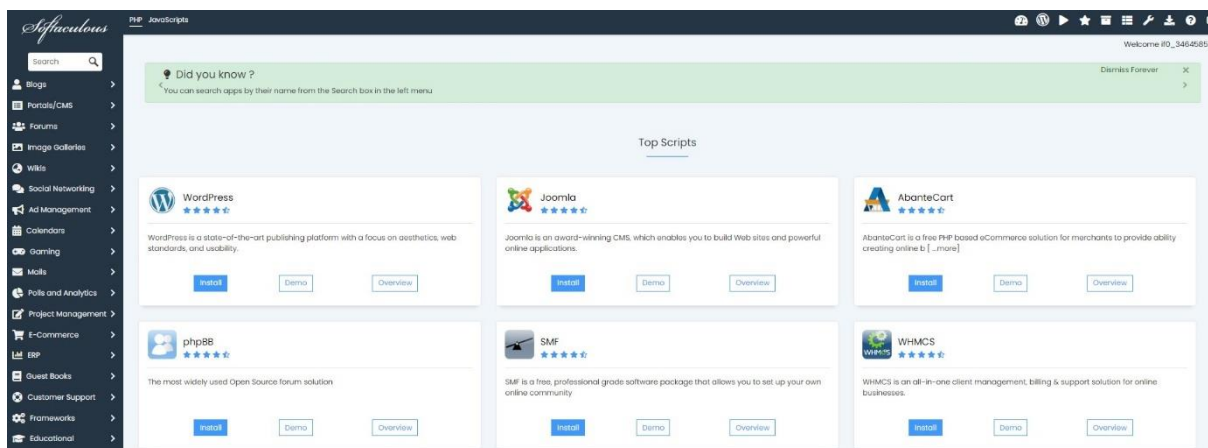 Softaculous
PHP JavaScripts
Welcome if0_3464585
Search
Blogs
Portals/CMS
Forums
Image Galleries
Wikis
Social Networking
Ad Management
Calendars
Gaming
Mails
Polls and Analytics
Project Management
E-Commerce
ERP
Guest Books
Customer Support
Frameworks
Educational
Did you know ?
Dismiss Forever
You can search apps by their name from the Search box in the left menu
Top Scripts
WordPress
WordPress is a state-of-the-art publishing platform with a focus on aesthetics, web
standards, and usability.
Install Demo Overview
Joomla
Joomla is an award-winning CMS, which enables you to build Web sites and powerful
online applications.
Install Demo Overview
AbanteCart
AbanteCart is a free PHP based eCommerce solution for merchants to provide ability
creating online b [ ...more]
Install Demo Overview
phpBB
The most widely used Open Source forum solution
Install Demo Overview
SMF
SMF is a free, professional grade software package that allows you to set up your own
online community
Install Demo Overview
WHMCS
WHMCS
WHMCS is an all-in-one client management, billing & support solution for online
businesses.
Install Demo Overview